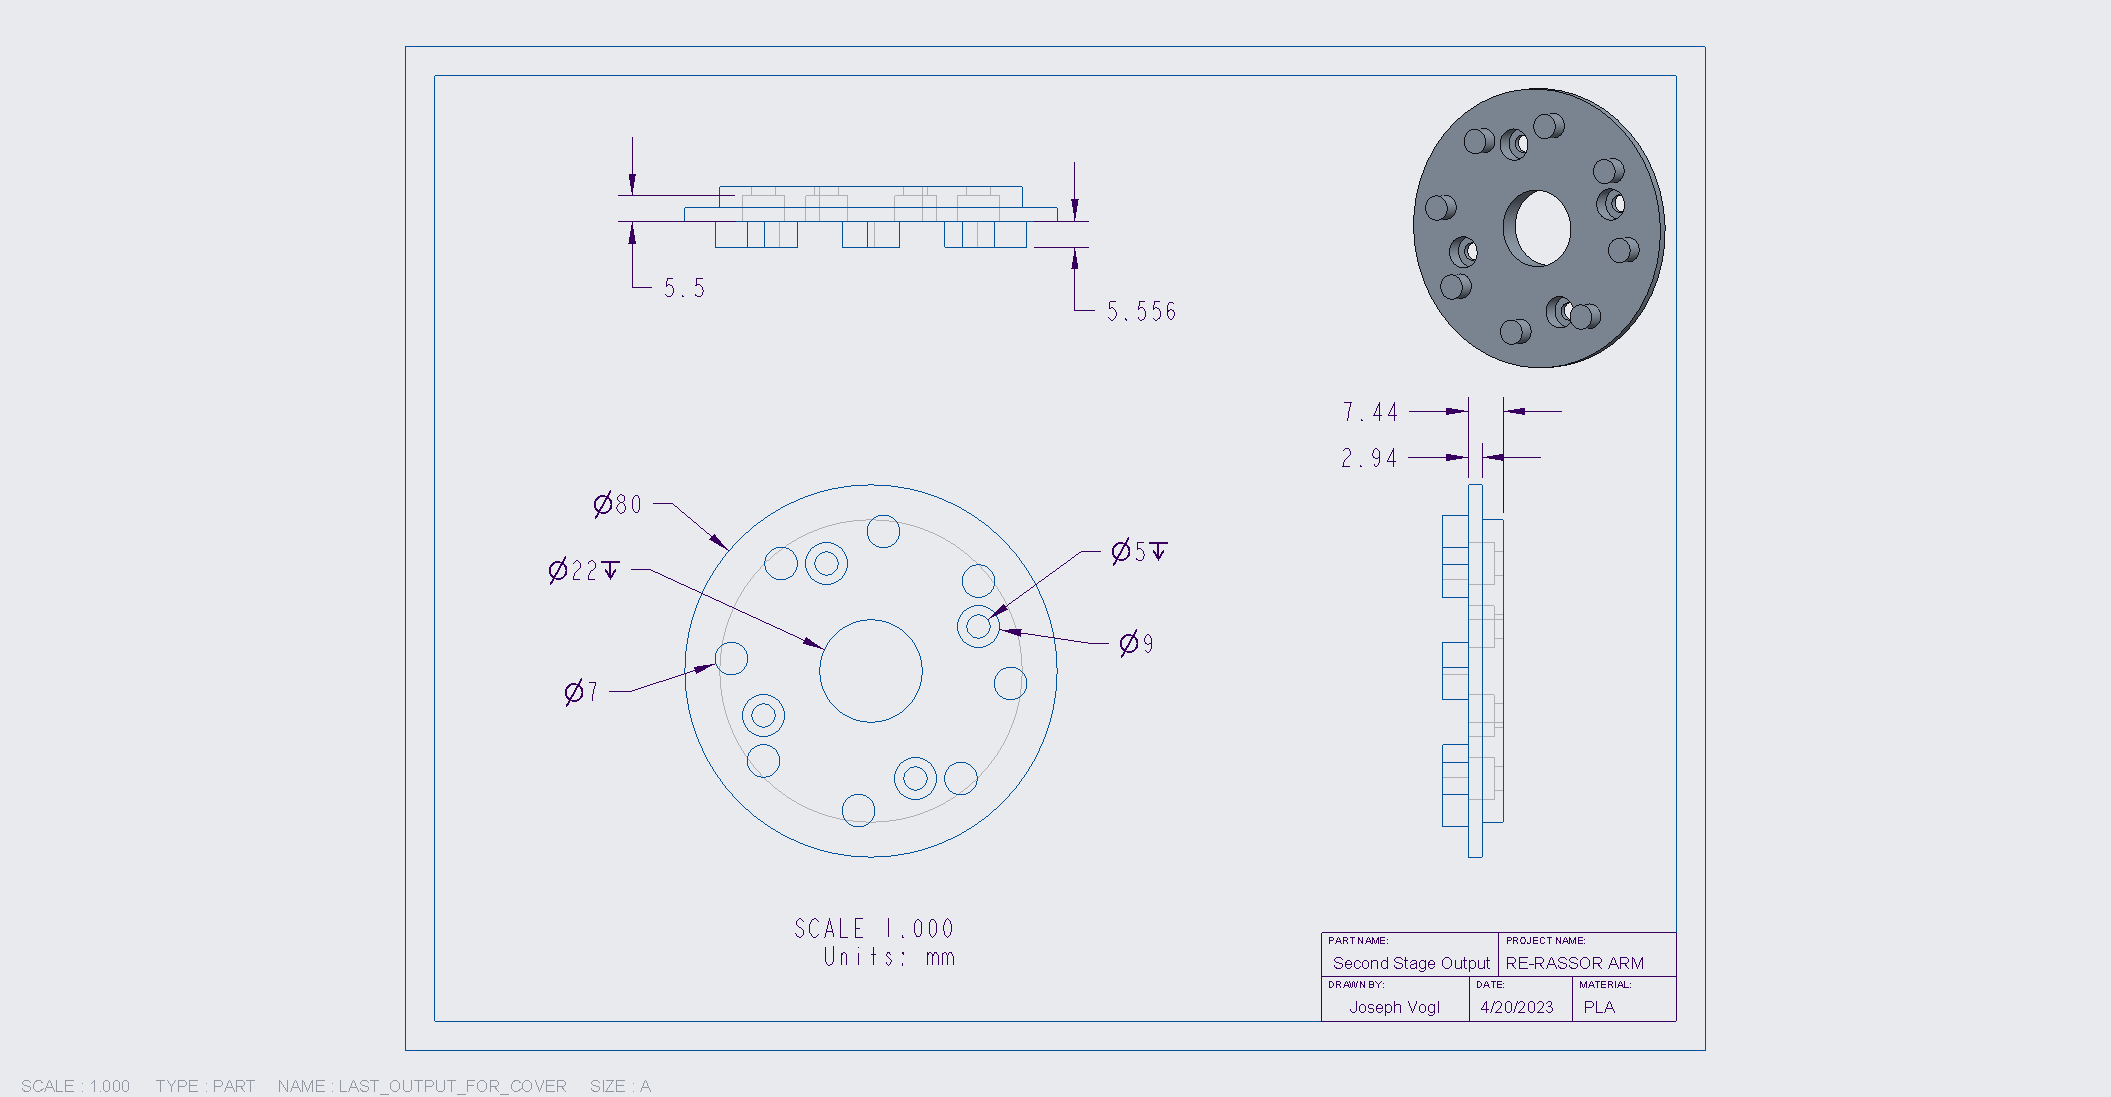 5.5
5.556
7.44
2.94
Ø80
Ø22↧
Ø5↧
Ø9
Ø7
SCALE 1.000
Units: mm
PART NAME:
Second Stage Output
PROJECT NAME:
RE-RASSOR ARM
DRAWN BY:
Joseph Vogl
DATE:
4/20/2023
MATERIAL:
PLA
SCALE : 1.000 TYPE : PART NAME : LAST_OUTPUT_FOR_COVER SIZE : A